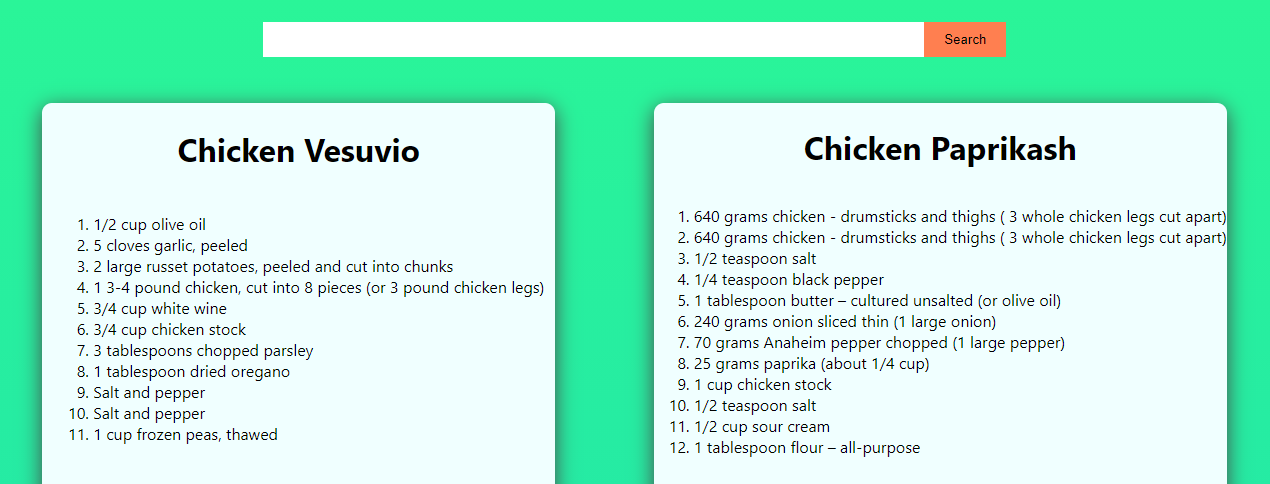 Search
Chicken Vesuvio
1. 1/2 cup olive oil
2. 5 cloves garlic, peeled
3. 2 large russet potatoes, peeled and cut into chunks
4. 1 3-4 pound chicken, cut into 8 pieces (or 3 pound chicken legs)
5. 3/4 cup white wine
6. 3/4 cup chicken stock
7. 3 tablespoons chopped parsley
8. 1 tablespoon dried oregano
9. Salt and pepper
10. Salt and pepper
11. 1 cup frozen peas, thawed
Chicken Paprikash
1. 640 grams chicken - drumsticks and thighs ( 3 whole chicken legs cut apart)
2. 640 grams chicken - drumsticks and thighs ( 3 whole chicken legs cut apart)
3. 1/2 teaspoon salt
4. 1/4 teaspoon black pepper
5. 1 tablespoon butter – cultured unsalted (or olive oil)
6. 240 grams onion sliced thin (1 large onion)
7. 70 grams Anaheim pepper chopped (1 large pepper)
8. 25 grams paprika (about 1/4 cup)
9. 1 cup chicken stock
10. 1/2 teaspoon salt
11. 1/2 cup sour cream
12. 1 tablespoon flour – all-purpose